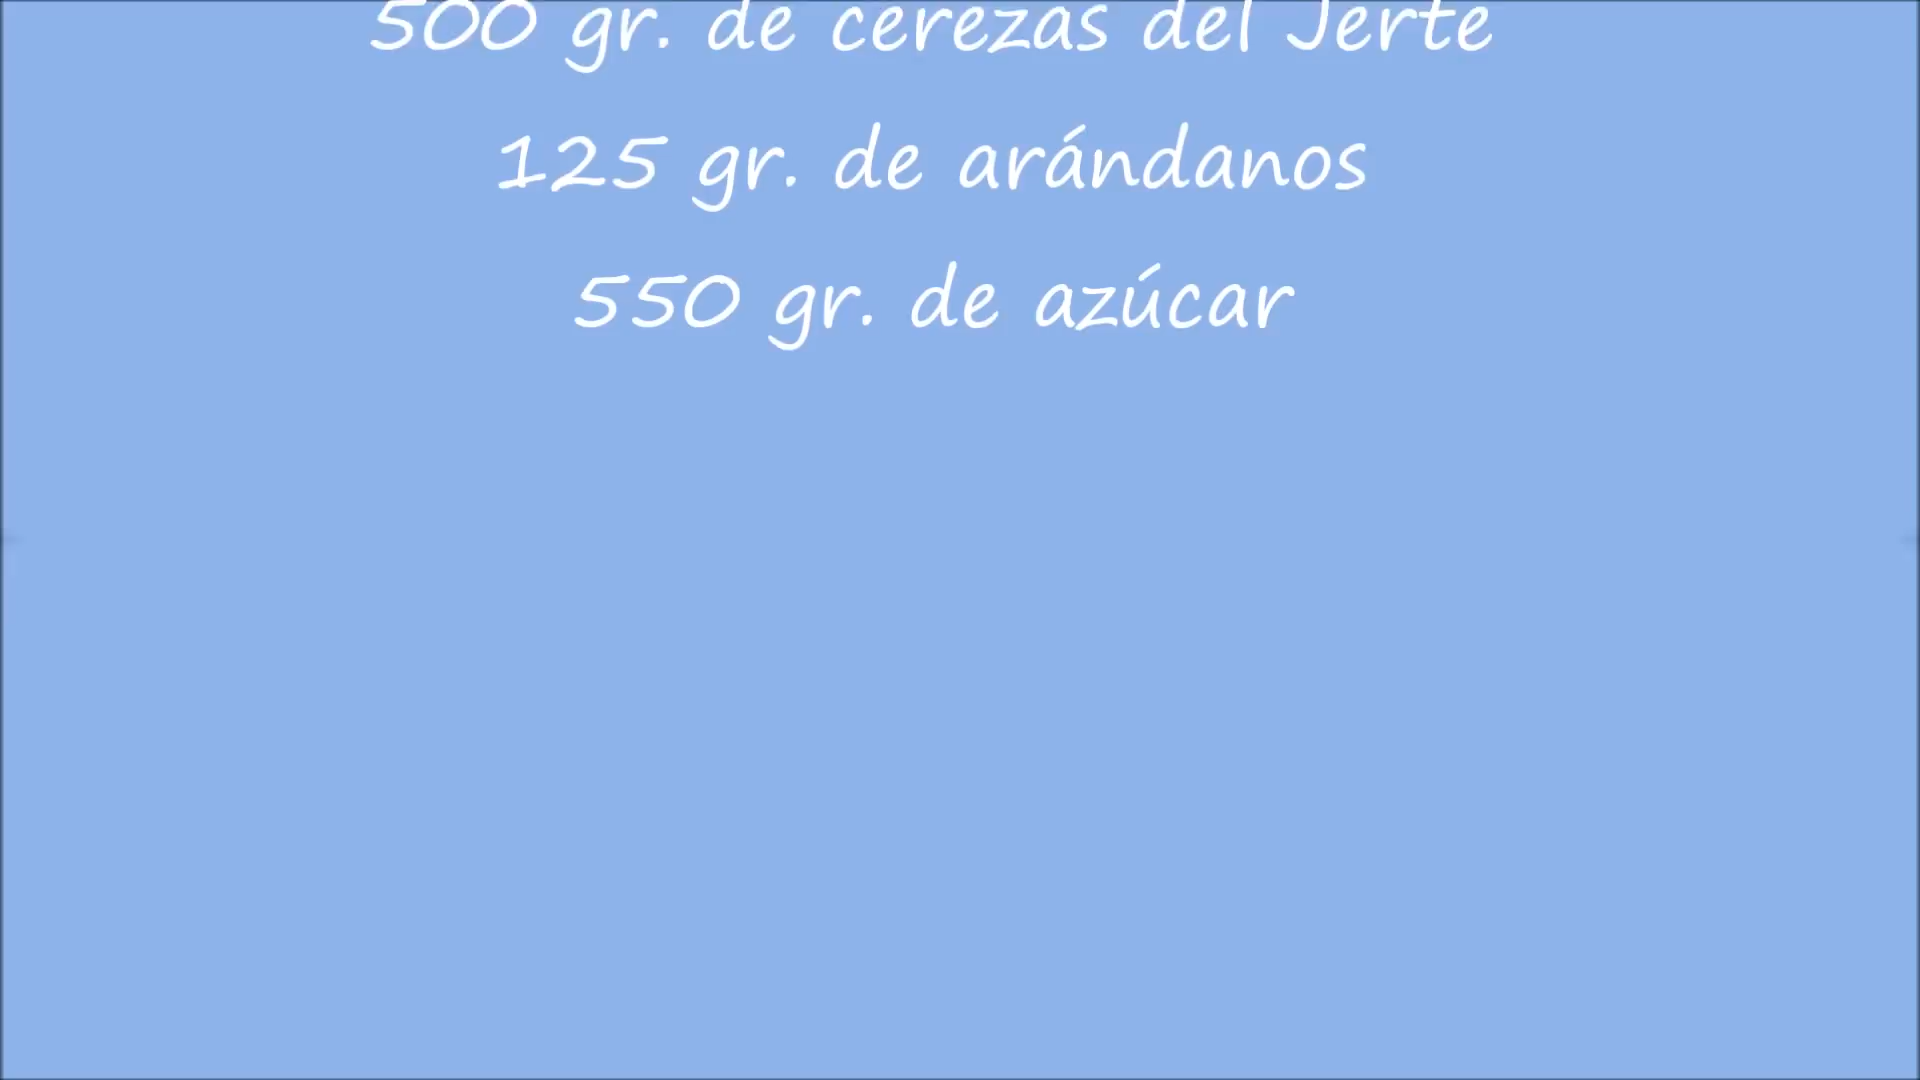 500 gr. de cerezas del Jerte
125 gr. de arándanos
550 gr. de azúcar